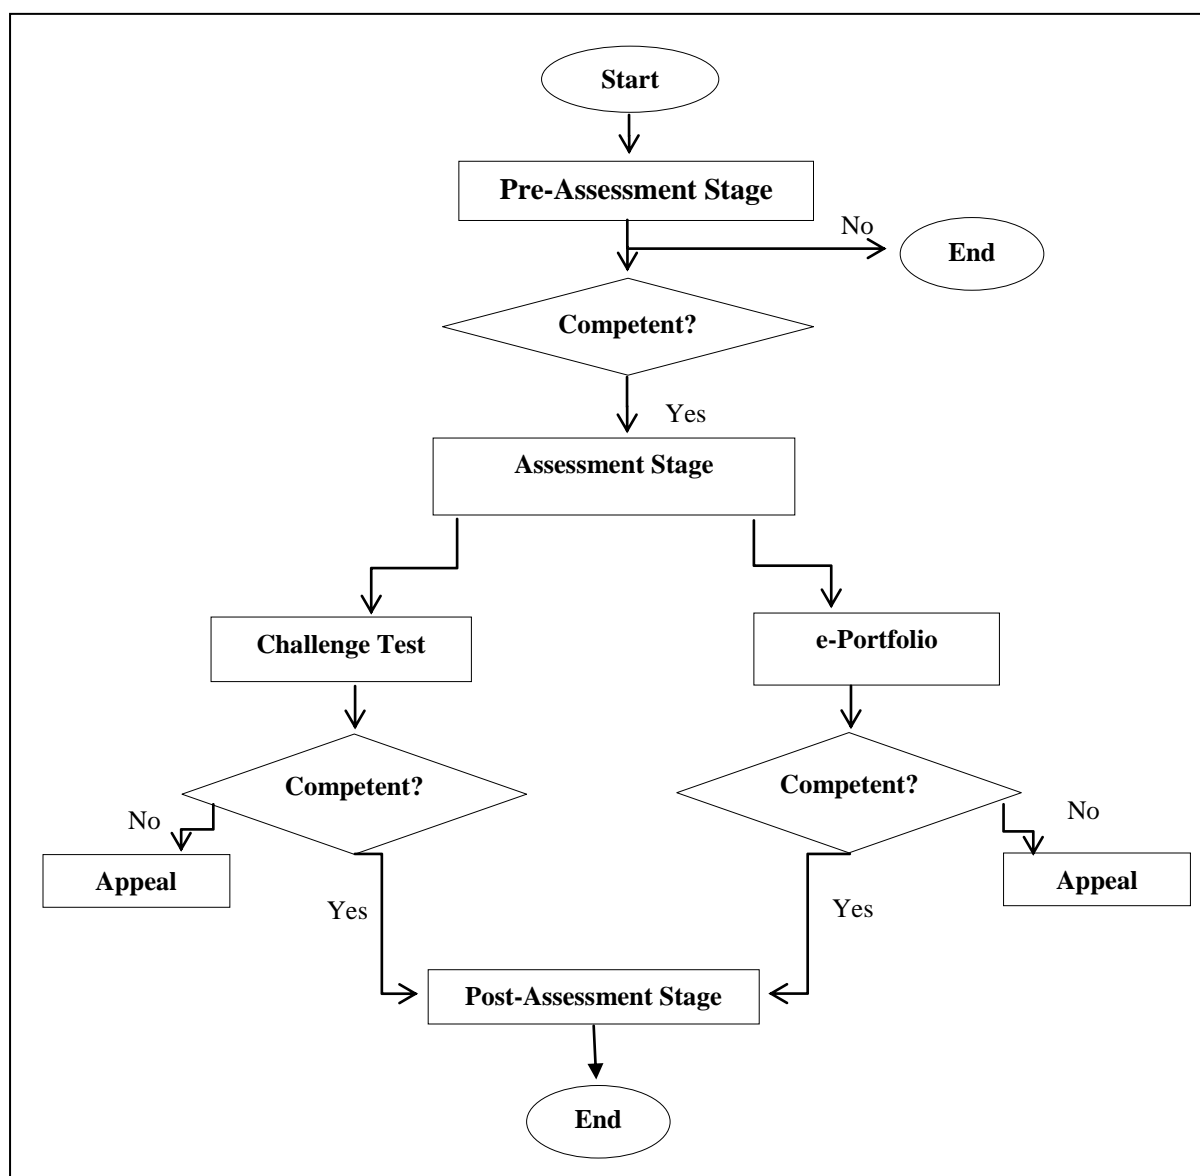 Start
Pre-Assessment Stage
No
End
Competent?
Yes
Assessment Stage
Challenge Test
e-Portfolio
Competent?
Competent?
No
No
Appeal
Appeal
Yes
Yes
Post-Assessment Stage
End